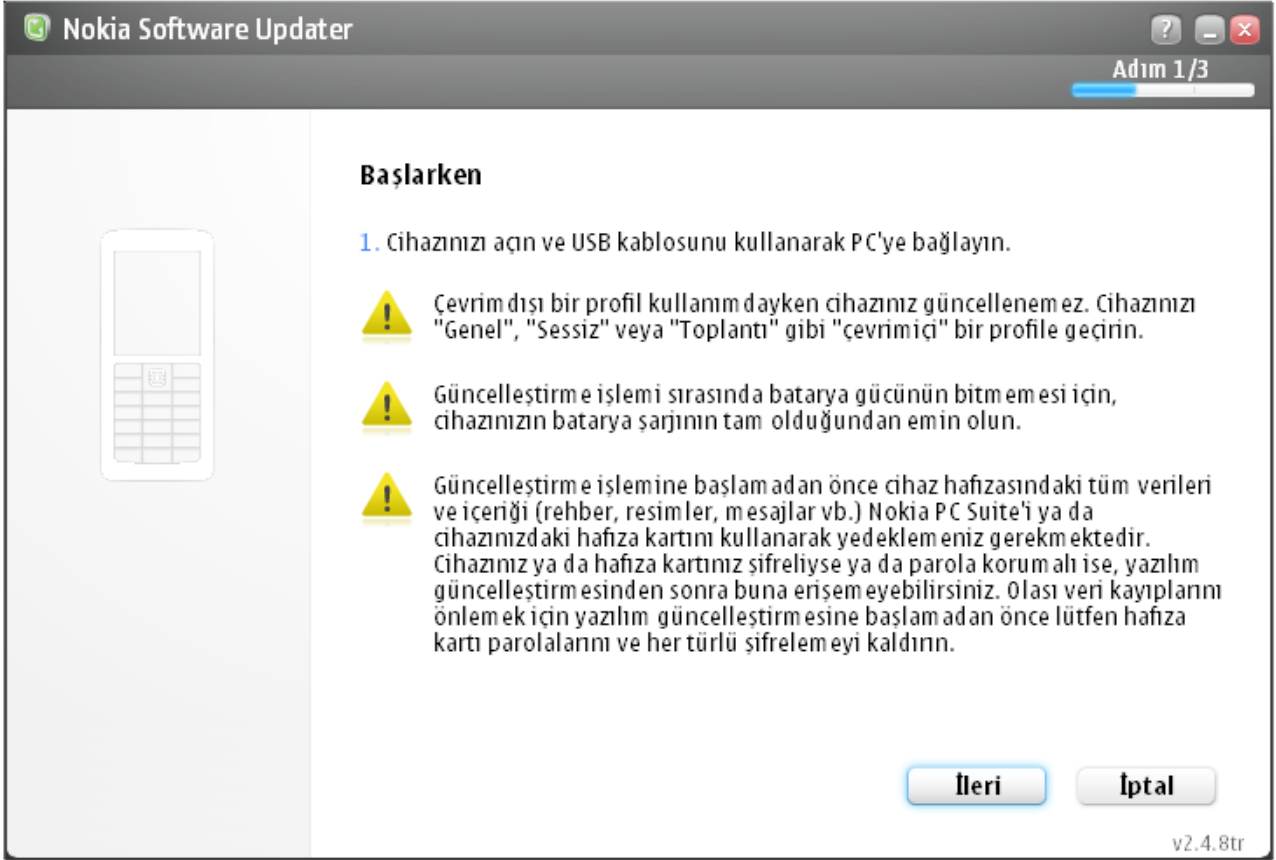 Nokia Software Updater
Adım 1/3
Başlarken
1. Cihazınızı açın ve USB kablosunu kullanarak PC'ye bağlayın.
Çevrimdışı bir profil kullanımdayken cihazınız güncellenemez. Cihazınızı
"Genel", "Sessiz" veya "Toplantı" gibi "çevrimiçi" bir profile geçirin.
Güncelleştirme işlemi sırasında batarya gücünün bitmemesi için,
cihazınızın batarya şarjının tam olduğundan emin olun.
Güncelleştirme işlemine başlamadan önce cihaz hafızasındaki tüm verileri
ve içeriği (rehber, resimler, mesajlar vb.) Nokia PC Suite'i ya da
cihazınızdaki hafıza kartını kullanarak yedeklemeniz gerekmektedir.
Cihazınız ya da hafıza kartınız şifreliyse ya da parola korumalı ise, yazılım
güncelleştirmesinden sonra buna erişemeyebilirsiniz. Olası veri kayıplarını
önlemek için yazılım güncelleştirmesine başlamadan önce lütfen hafıza
kartı parolalarını ve her türlü şifrelemeyi kaldırın.
İleri
İptal
v2.4.8tr